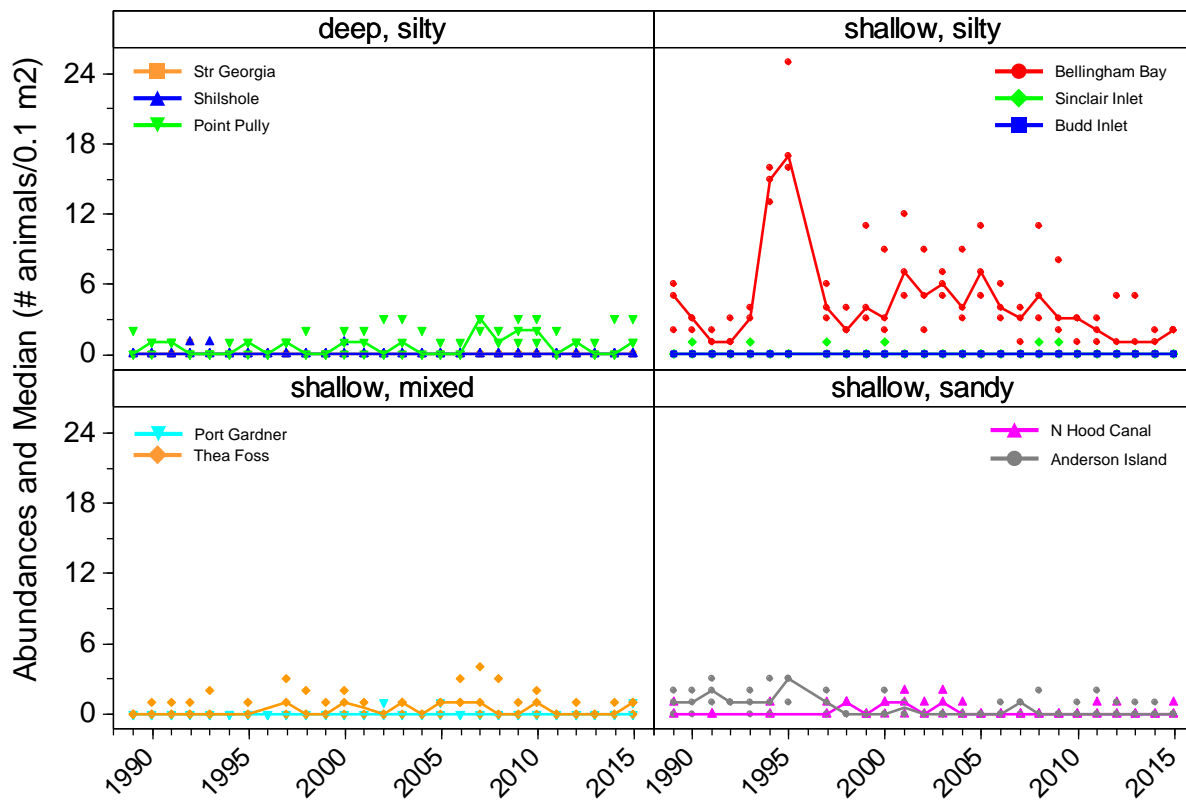 Abundances and Median (# animals/0.1 m2)
deep, silty
Str Georgia
Shilshole
Point Pully
24
18
12
6
0
shallow, silty
Bellingham Bay
Sinclair Inlet
Budd Inlet
shallow, mixed
Port Gardner
Thea Foss
24
18
12
6
0
1990
1995
2000
2005
2010
2015
shallow, sandy
N Hood Canal
Anderson Island
1990
1995
2000
2005
2010
2015